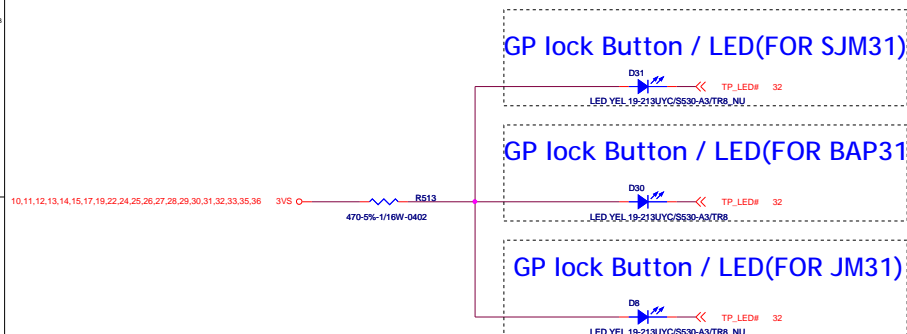 GP lock Button / LED(FOR SJM31)
D31
TP_LED# 32
LED YEL 19-213UYC/S530-A3/TR8_NU
GP lock Button / LED(FOR BAP31
D30
10,11,12,13,14,15,17,19,22,24,25,26,27,28,29,30,31,32,33,35,36 3VS R513 TP_LED# 32
470-5%-1/16W-0402 LED YEL 19-213UYC/S530-A3/TR8
GP lock Button / LED(FOR JM31)
D8
TP_LED# 32
LED YEL 19-213UYC/S530-A3/TR8_NU